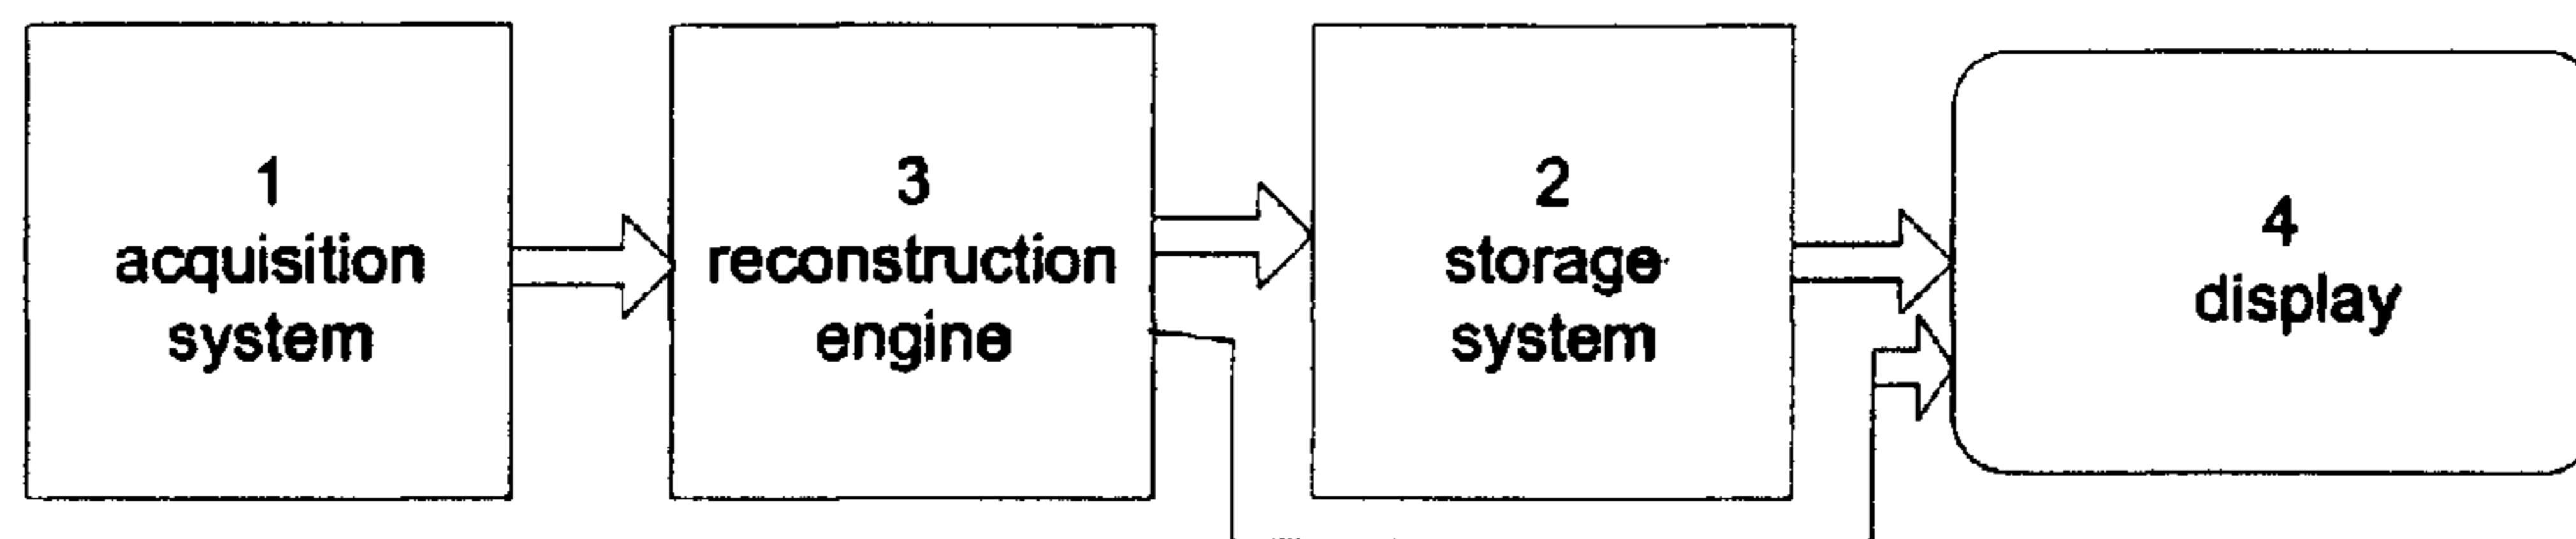 1
acquisition
system
3
reconstruction
engine
2
storage
system
4
display